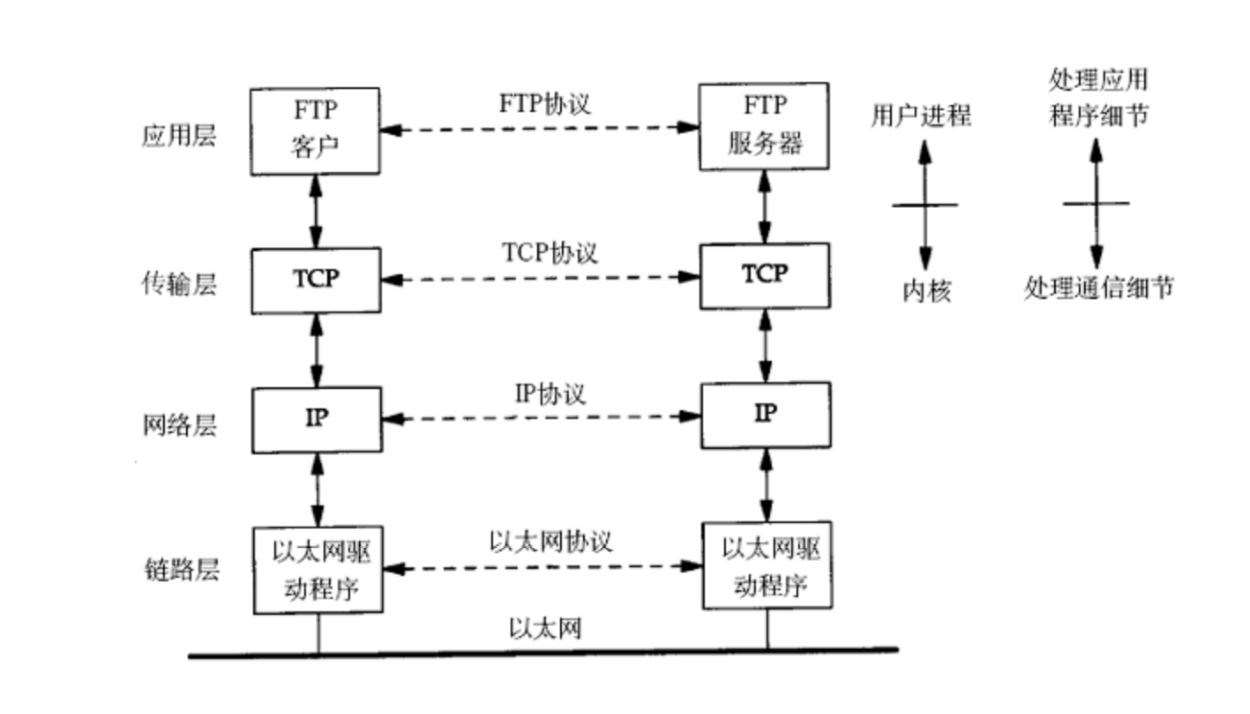 处理应用
程序细节
用户进程
应用层
FTP
客户
FTP协议
FTP
服务器
传输层
TCP
TCP协议
TCP
内核
处理通信细节
网络层
IP
IP协议
IP
链路层
以太网驱
动程序
以太网协议
以太网驱
动程序
以太网